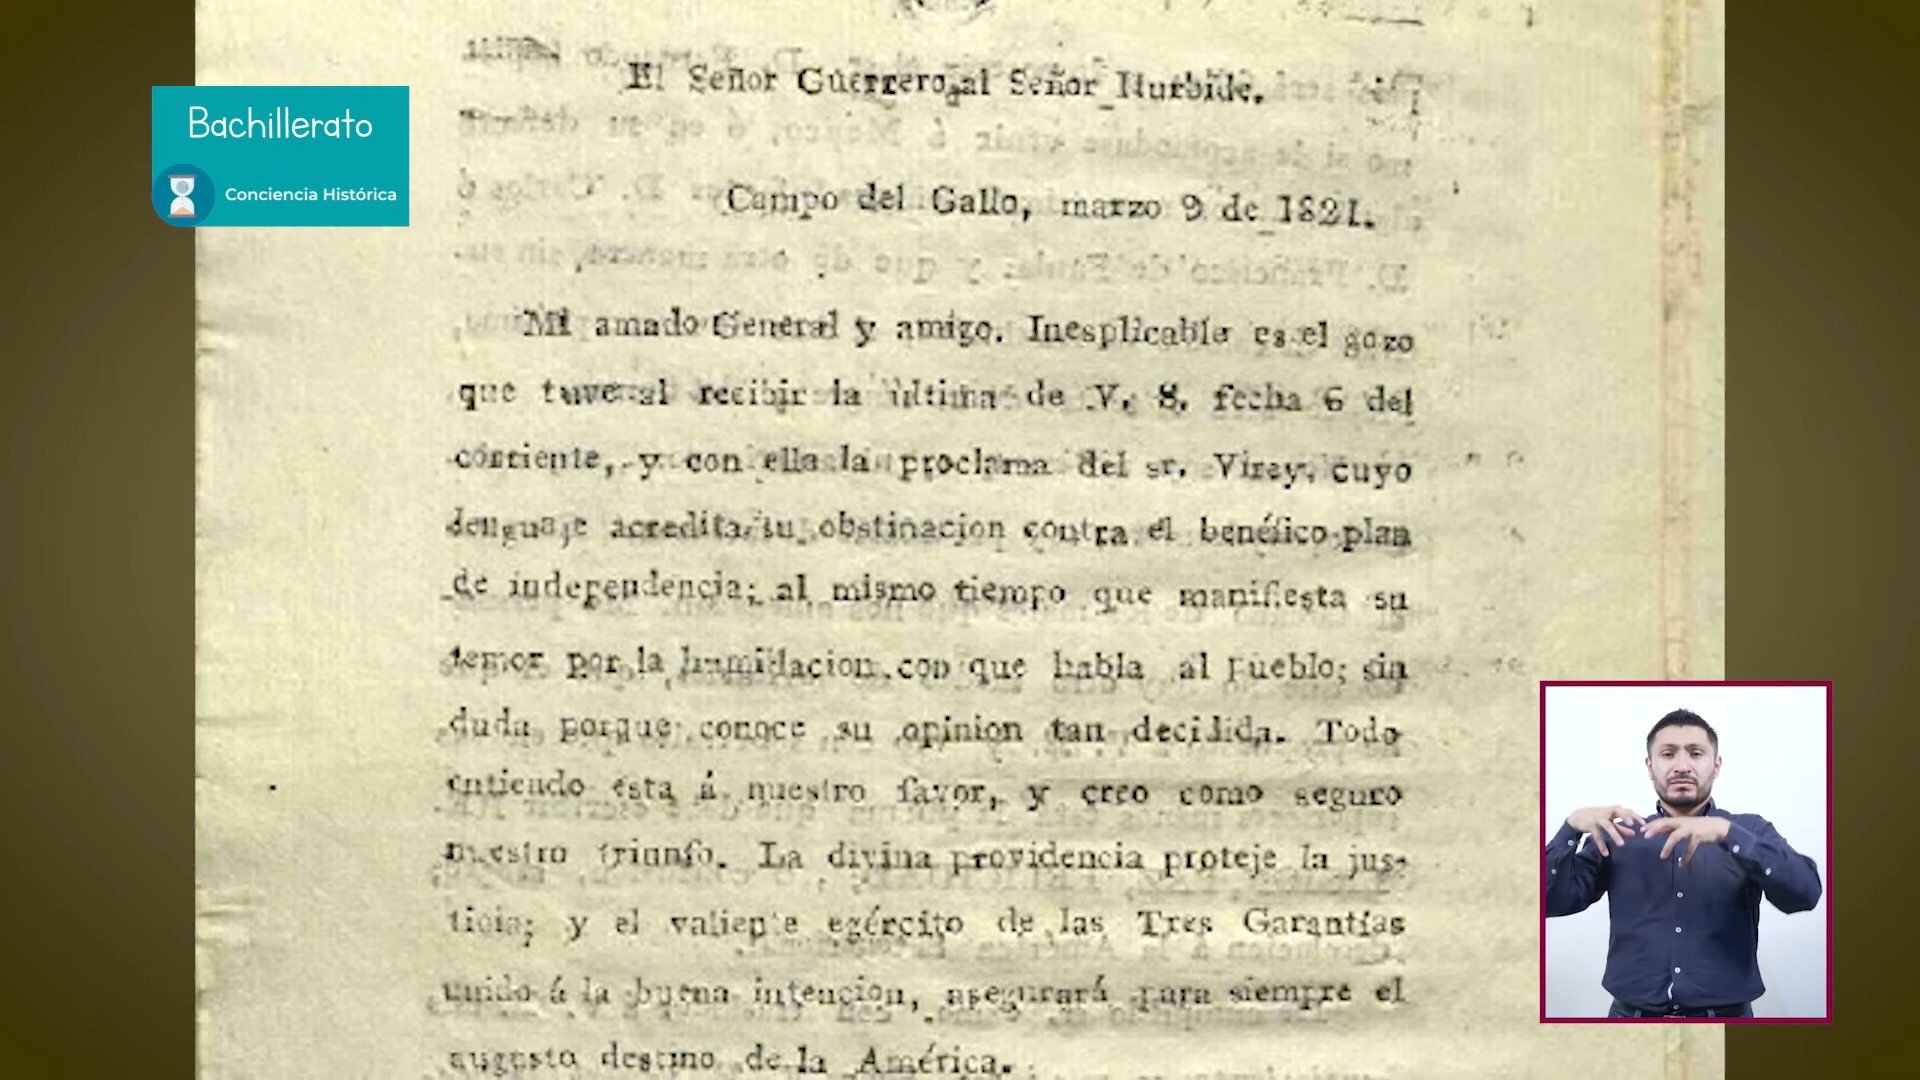 Bachillerato
Conciencia Histórica
El Señor Guerrero al Señor Iturbide.
Campo del Gallo, marzo 9 de 1821.
Mi amado General y amigo. Inesplicable es el gozo
que tuve al recibir la última de V. S. fecha 6 del
corriente, y con ella la proclama del sr. Virey, cuyo
lenguaje acredita su obstinacion contra el benéfico plan
de independencia; al mismo tiempo que manifiesta su
temor por la humillacion con que habla al pueblo; sin
duda porque conoce su opinion tan decidida. Todo
entiendo esta á nuestro favor, y creo como seguro
nuestro triunfo. La divina providencia proteje la jus-
ticia; y el valiente egército de las Tres Garantías
unido á la buena intencion, asegurará para siempre el
augusto destino de la América.